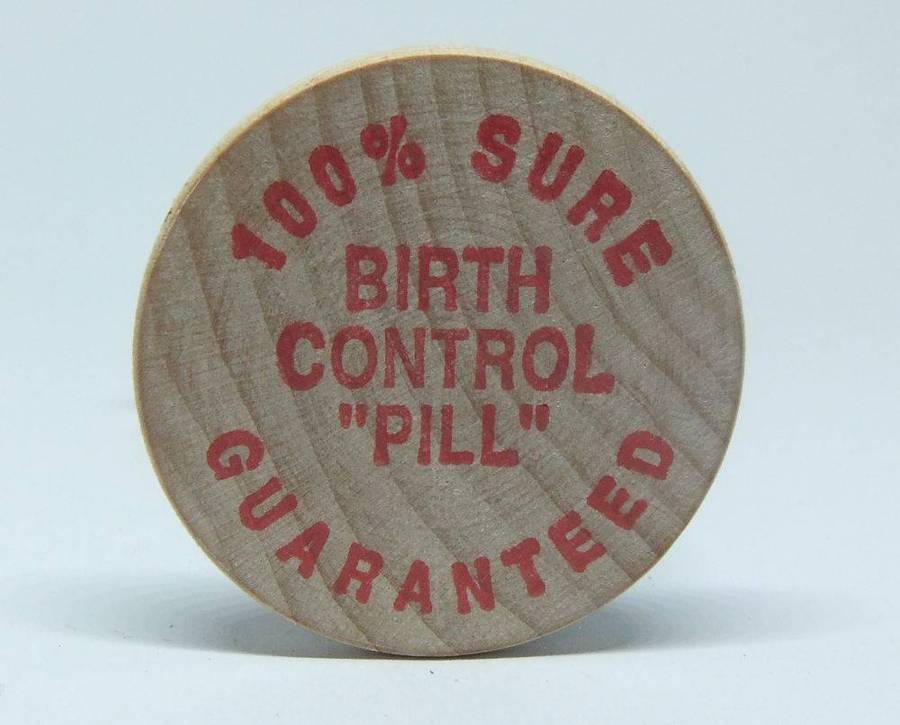 100% SURE
BIRTH
CONTROL
"PILL"
GUARANTEED